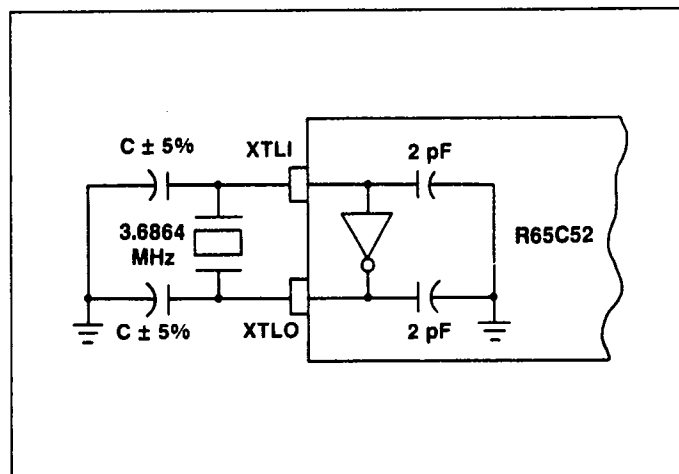 C ± 5%
XTLI
2 pF
3.6864
MHz
R65C52
C ± 5%
XTLO
2 pF